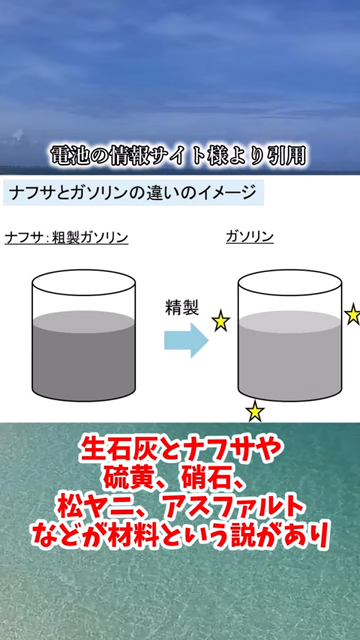 電池の情報サイト様より引用
ナフサとガソリンの違いのイメージ
ナフサ：粗製ガソリン
ガソリン
精製
生石灰とナフサや
硫黄、硝石、
松ヤニ、アスファルト
などが材料という説があり